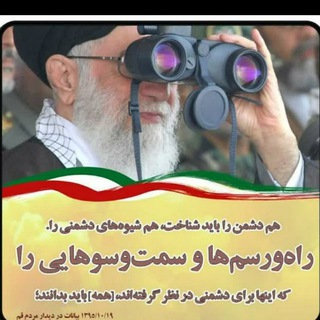 هم دشمن را باید شناخت، هم شیوه‌های دشمنی را.
راه‌ورسم‌ها و سمت‌وسوهایی را
که اینها برای دشمنی در نظر گرفته‌اند، [همه] باید بدانند؛
۱۳۹۵/۱۰/۱۹ بیانات در دیدار مردم قم